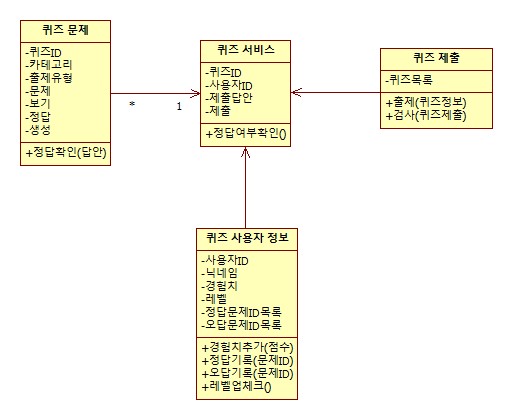 퀴즈 문제
-퀴즈ID
-카테고리
-출제유형
-문제
-보기
-정답
-생성
+정답확인(답안)
*
1
퀴즈 서비스
-퀴즈ID
-사용자ID
-제출답안
-제출
+정답여부확인()
퀴즈 제출
-퀴즈목록
+출제(퀴즈정보)
+검사(퀴즈제출)
퀴즈 사용자 정보
-사용자ID
-닉네임
-경험치
-레벨
-정답문제ID목록
-오답문제ID목록
+경험치추가(점수)
+정답기록(문제ID)
+오답기록(문제ID)
+레벨업체크()